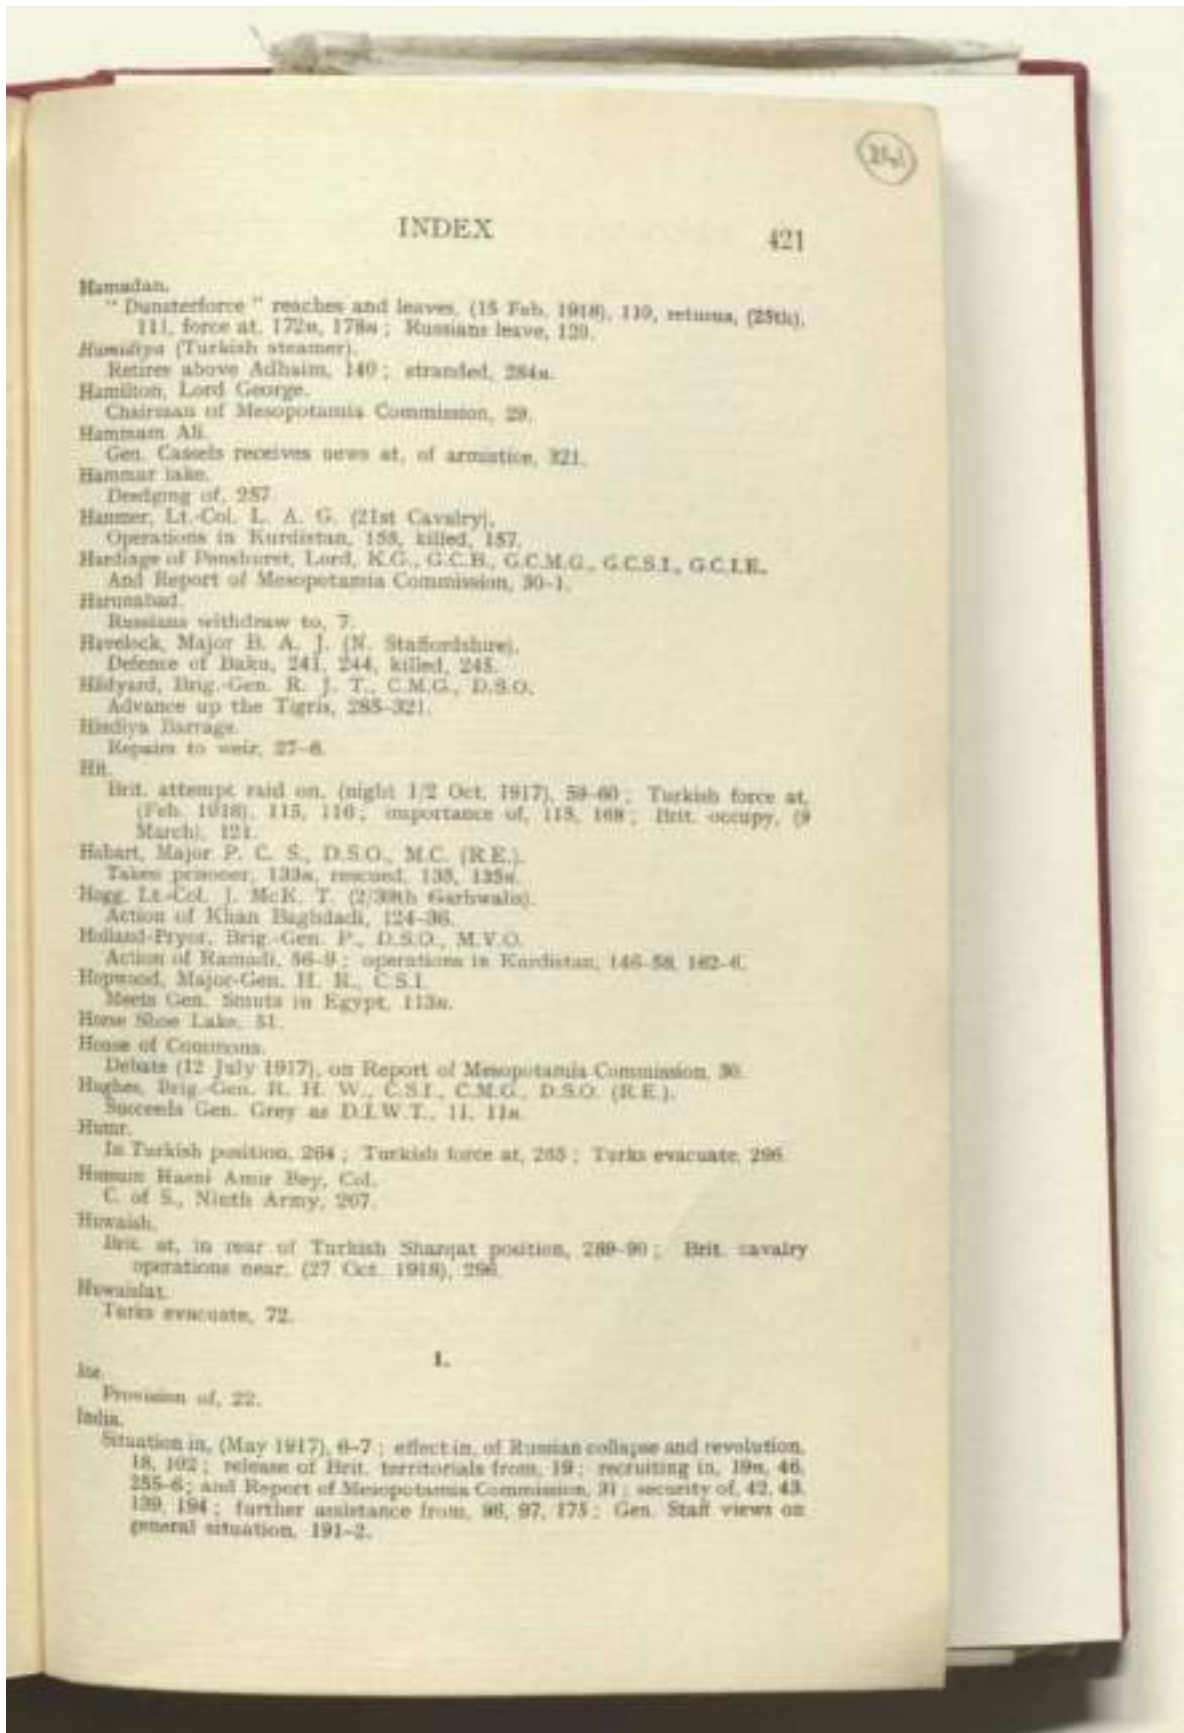 INDEX
421
Hamadan.
" Dunsterforce " reaches and leaves, (15 Feb. 1918), 110, returns, (25th),
111, force at, 172n, 178n ; Russians leave, 129.
Hamidiya (Turkish steamer).
Retires above Adhaim, 140 ; stranded, 284n.
Hamilton, Lord George.
Chairman of Mesopotamia Commission, 29.
Hammam Ali.
Gen. Cassels receives news at, of armistice, 321.
Hammar lake.
Dredging of, 257
Hanmer, Lt.-Col. L. A. G. (21st Cavalry).
Operations in Kurdistan, 155, killed, 157.
Hardinge of Penshurst, Lord, K.G., G.C.B., G.C.M.G., G.C.S.I., G.C.I.E.,
And Report of Mesopotamia Commission, 30-1.
Harunabad.
Russians withdraw to, 7.
Havelock, Major B. A. J. (N. Staffordshire).
Defence of Baku, 241, 244, killed, 245.
Hildyard, Brig.-Gen. R. J. T., C.M.G., D.S.O.
Advance up the Tigris, 285-321.
Hindiya Barrage.
Repairs to weir, 27-8.
Hit.
Brit. attempt raid on, (night 1/2 Oct. 1917), 59-60 ; Turkish force at,
(Feb. 1918), 115, 116 ; importance of, 115, 168 ; Brit. occupy, (9
March), 121.
Hobart, Major P. C. S., D.S.O., M.C. (R.E.).
Taken prisoner, 133n, rescued, 135, 135n.
Hogg, Lt.-Col. J. McK. T. (2/39th Garhwalis).
Action of Khan Baghdadi, 124-36.
Holland-Pryor, Brig.-Gen. P., D.S.O., M.V.O.
Action of Ramadi, 56-9 ; operations in Kurdistan, 146-58, 162-6.
Hopwood, Major-Gen. H. R., C.S.I.
Meets Gen. Smuts in Egypt, 113n.
Horse Shoe Lake, 51.
House of Commons.
Debate (12 July 1917), on Report of Mesopotamia Commission, 30.
Hughes, Brig.-Gen. R. H. W., C.S.I., C.M.G., D.S.O. (R.E.).
Succeeds Gen. Grey as D.I.W.T., 11, 11n.
Humr.
In Turkish position, 264 ; Turkish force at, 265 ; Turks evacuate, 296.
Husni Amir Bey, Col.
C. of S., Ninth Army, 207.
Huwaish.
Brit. at, in rear of Turkish Sharqat position, 289-90 ; Brit. cavalry
operations near, (27 Oct. 1918), 296.
Huwaislat.
Turks evacuate, 72.
I.
Ice.
Provision of, 22.
India.
Situation in, (May 1917), 6-7 ; effect in, of Russian collapse and revolution,
18, 102 ; release of Brit. territorials from, 19 ; recruiting in, 19n, 46,
255-6 ; and Report of Mesopotamia Commission, 31 ; security of, 42, 43,
139, 194 ; further assistance from, 96, 97, 175 ; Gen. Staff views on
general situation, 191-2.